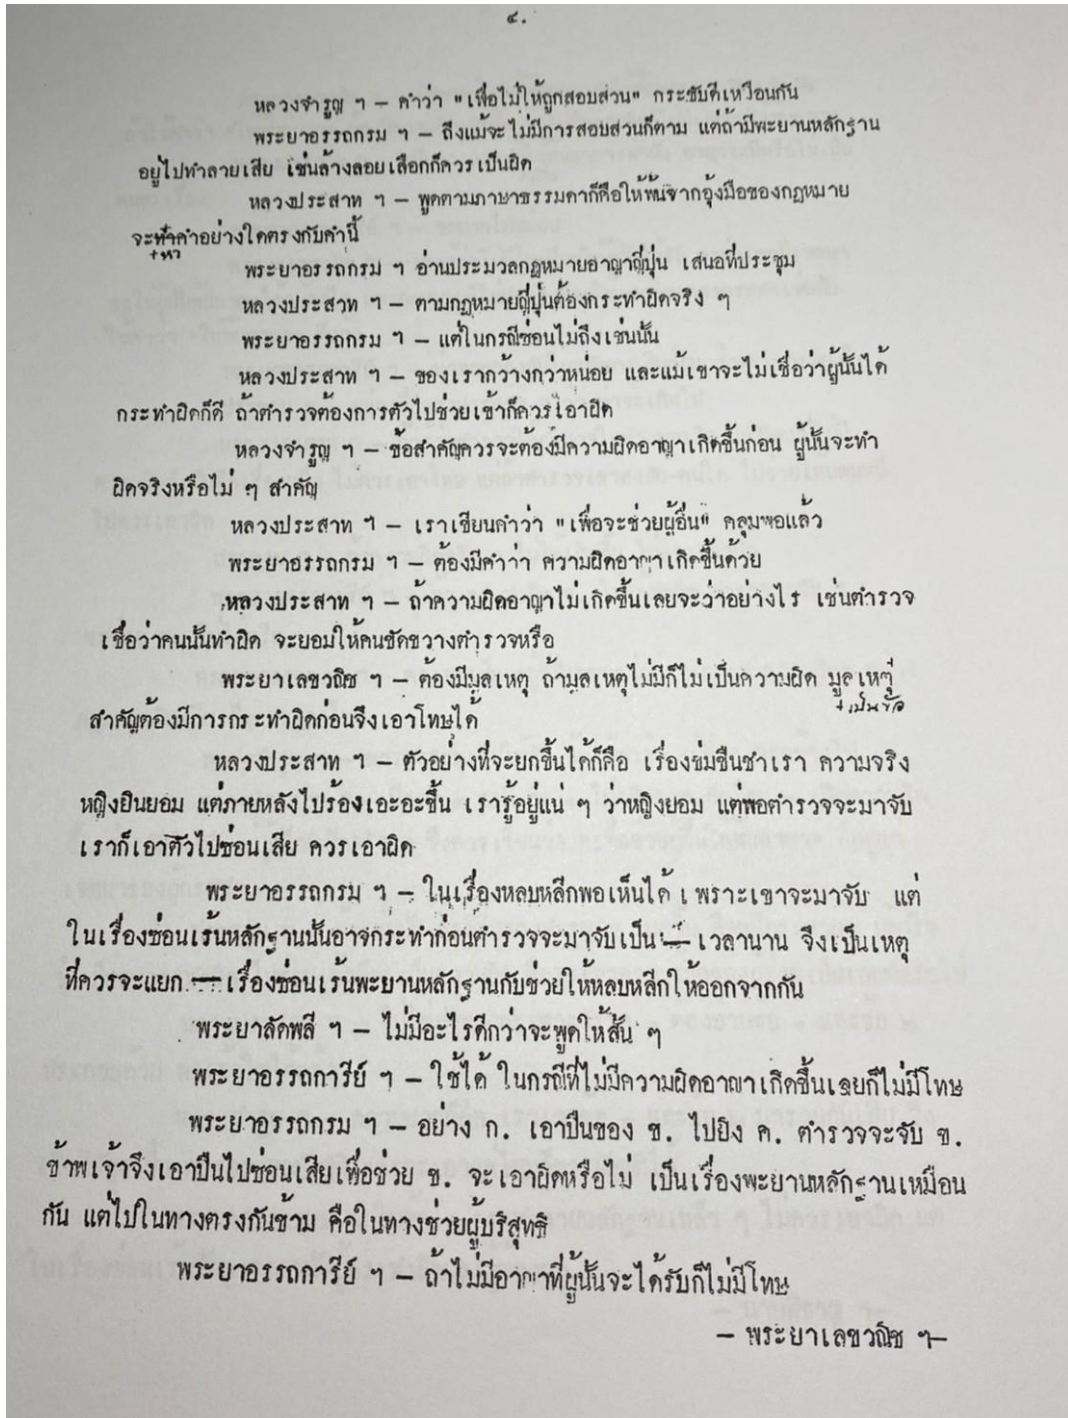 ๔.
หลวงจำรูญ ฯ – คำว่า "เพื่อไม่ให้ถูกสอบสวน" กระชับดีเหมือนกัน
พระยาอรรถกรม ฯ – ถึงแม้จะไม่มีการสอบสวนก็ตาม แต่ถ้ามีพะยานหลักฐาน
อยู่ไปทำลายเสีย เช่นล้างลอยเลือกก็ควรเป็นผิด
หลวงประสาท ฯ – พูดตามภาษาธรรมดาก็คือให้พ้นจากอุ้งมือของกฎหมาย
จะทำคำอย่างใดตรงกับคำนี้
หา
พระยาอรรถกรม ฯ อ่านประมวลกฎหมายอาญาญี่ปุ่น เสนอที่ประชุม
หลวงประสาท ฯ – ตามกฎหมายญี่ปุ่นต้องกระทำผิดจริง ๆ
พระยาอรรถกรม ฯ – แต่ในกรณีซ่อนไม่ถึงเช่นนั้น
หลวงประสาท ฯ – ของเรากว้างกว่าหน่อย และแม้เขาจะไม่เชื่อว่าผู้นั้นได้
กระทำผิดก็ดี ถ้าตำรวจต้องการตัวไปช่วยเข้าก็ควรเอาผิด
หลวงจำรูญ ฯ – ข้อสำคัญควรจะต้องมีความผิดอาญาเกิดขึ้นก่อน ผู้นั้นจะทำ
ผิดจริงหรือไม่ ๆ สำคัญ
หลวงประสาท ฯ – เราเขียนคำว่า "เพื่อจะช่วยผู้อื่น" คลุมพอแล้ว
พระยาอรรถกรม ฯ – ต้องมีคำว่า ความผิดอาญาเกิดขึ้นด้วย
หลวงประสาท ฯ – ถ้าความผิดอาญาไม่เกิดขึ้นเลยจะว่าอย่างไร เช่นตำรวจ
เชื่อว่าคนนั้นทำผิด จะยอมให้คนขัดขวางตำรวจหรือ
พระยาเลขวณิช ฯ – ต้องมีมูลเหตุ ถ้ามูลเหตุไม่มีก็ไม่เป็นความผิด มูลเหตุ
เป็นข้อ
สำคัญต้องมีการกระทำผิดก่อนจึงเอาโทษได้
หลวงประสาท ฯ – ตัวอย่างที่จะยกขึ้นได้ก็คือ เรื่องข่มขืนชำเรา ความจริง
หญิงยินยอม แต่ภายหลังไปร้องเอะอะขึ้น เรารู้อยู่แน่ ๆ ว่าหญิงยอม แต่พอตำรวจจะมาจับ
เราก็เอาตัวไปซ่อนเสีย ควรเอาผิด
พระยาอรรถกรม ฯ – ในเรื่องหลบหลีกพอเห็นได้ เพราะเขาจะมาจับ แต่
ในเรื่องซ่อนเร้นหลักฐานนั้นอาจกระทำก่อนตำรวจจะมาจับเป็น — เวลานาน จึงเป็นเหตุ
ที่ควรจะแยก — เรื่องซ่อนเร้นพะยานหลักฐานกับช่วยให้หลบหลีกให้ออกจากกัน
พระยาลัดพลี ฯ – ไม่มีอะไรดีกว่าจะพูดให้สั้น ๆ
พระยาอรรถการีย์ ฯ – ใช้ได้ ในกรณีที่ไม่มีความผิดอาญาเกิดขึ้นเลยก็ไม่มีโทษ
พระยาอรรถกรม ฯ – อย่าง ก. เอาปืนของ ข. ไปยิง ค. ตำรวจจะจับ ข.
ข้าพเจ้าจึงเอาปืนไปซ่อนเสียเพื่อช่วย ข. จะเอาผิดหรือไม่ เป็นเรื่องพะยานหลักฐานเหมือน
กัน แต่ไปในทางตรงกันข้าม คือในทางช่วยผู้บริสุทธิ
พระยาอรรถการีย์ ฯ – ถ้าไม่มีอาญาที่ผู้นั้นจะได้รับก็ไม่มีโทษ
– พระยาเลขวณิช ฯ–